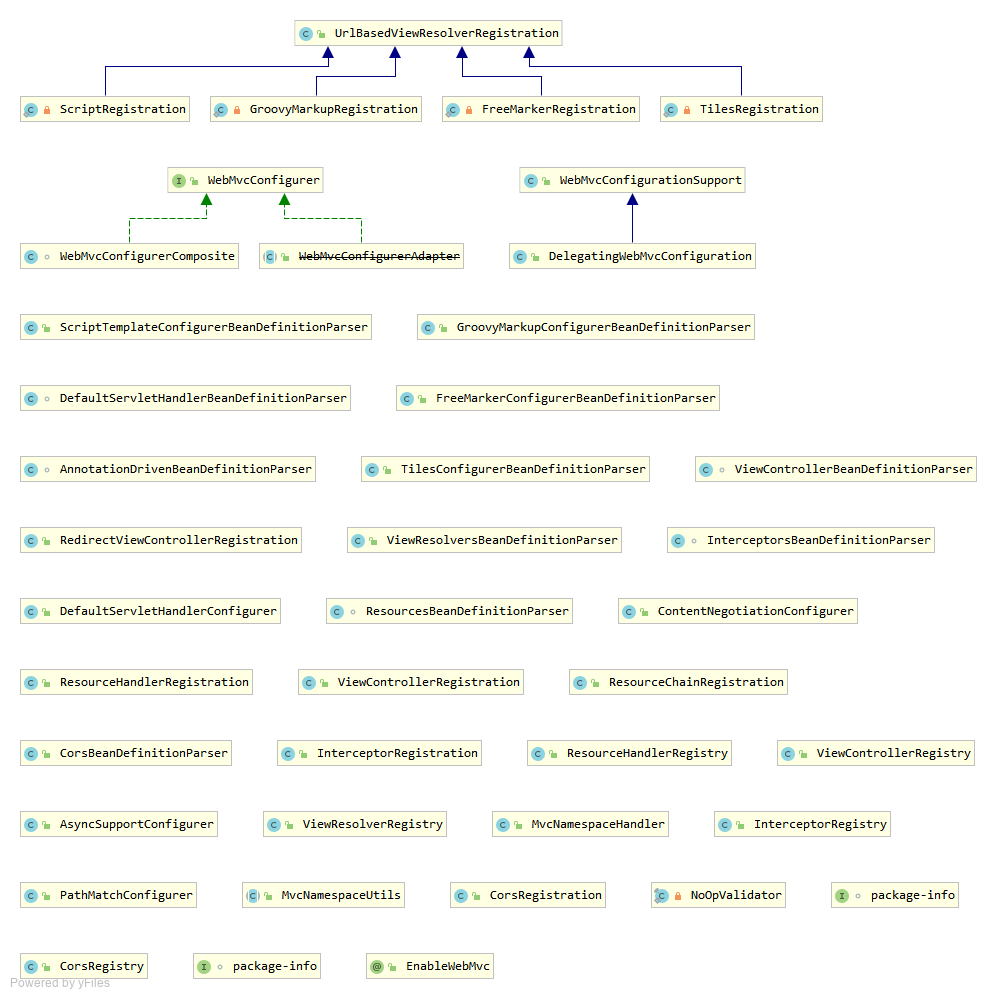 UrlBasedViewResolverRegistration
ScriptRegistration GroovyMarkupRegistration FreeMarkerRegistration TilesRegistration
WebMvcConfigurer WebMvcConfigurationSupport
WebMvcConfigurerComposite WebMvcConfigurerAdapter DelegatingWebMvcConfiguration
ScriptTemplateConfigurerBeanDefinitionParser GroovyMarkupConfigurerBeanDefinitionParser
DefaultServletHandlerBeanDefinitionParser FreeMarkerConfigurerBeanDefinitionParser
AnnotationDrivenBeanDefinitionParser TilesConfigurerBeanDefinitionParser ViewControllerBeanDefinitionParser
RedirectViewControllerRegistration ViewResolversBeanDefinitionParser InterceptorsBeanDefinitionParser
DefaultServletHandlerConfigurer ResourcesBeanDefinitionParser ContentNegotiationConfigurer
ResourceHandlerRegistration ViewControllerRegistration ResourceChainRegistration
CorsBeanDefinitionParser InterceptorRegistration ResourceHandlerRegistry ViewControllerRegistry
AsyncSupportConfigurer ViewResolverRegistry MvcNamespaceHandler InterceptorRegistry
PathMatchConfigurer MvcNamespaceUtils CorsRegistration NoOpValidator package-info
CorsRegistry package-info EnableWebMvc
Powered by yFiles